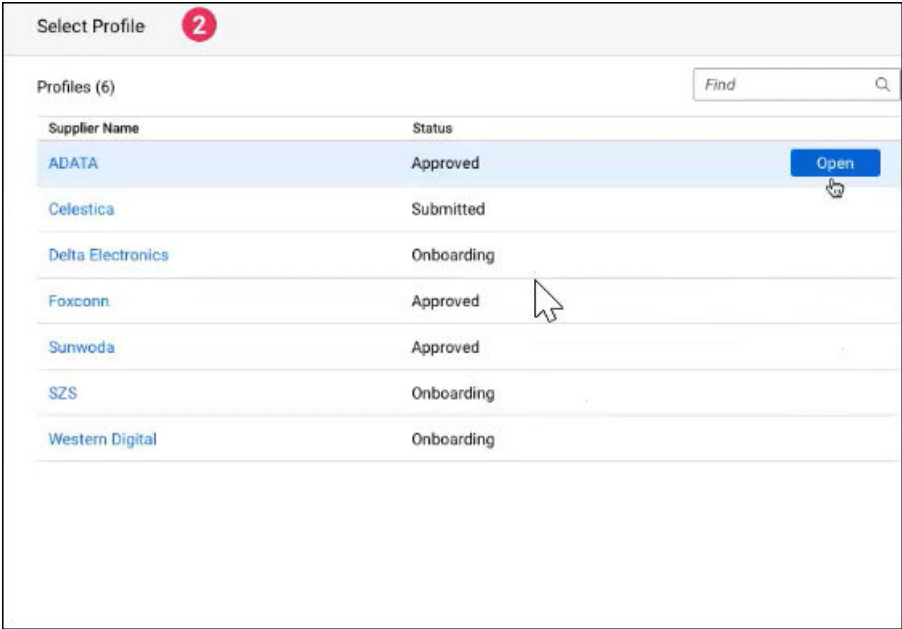 Select Profile 2
Profiles (6) Find
Supplier Name Status
ADATA Approved Open
Celestica Submitted
Delta Electronics Onboarding
Foxconn Approved
Sunwoda Approved
SZS Onboarding
Western Digital Onboarding